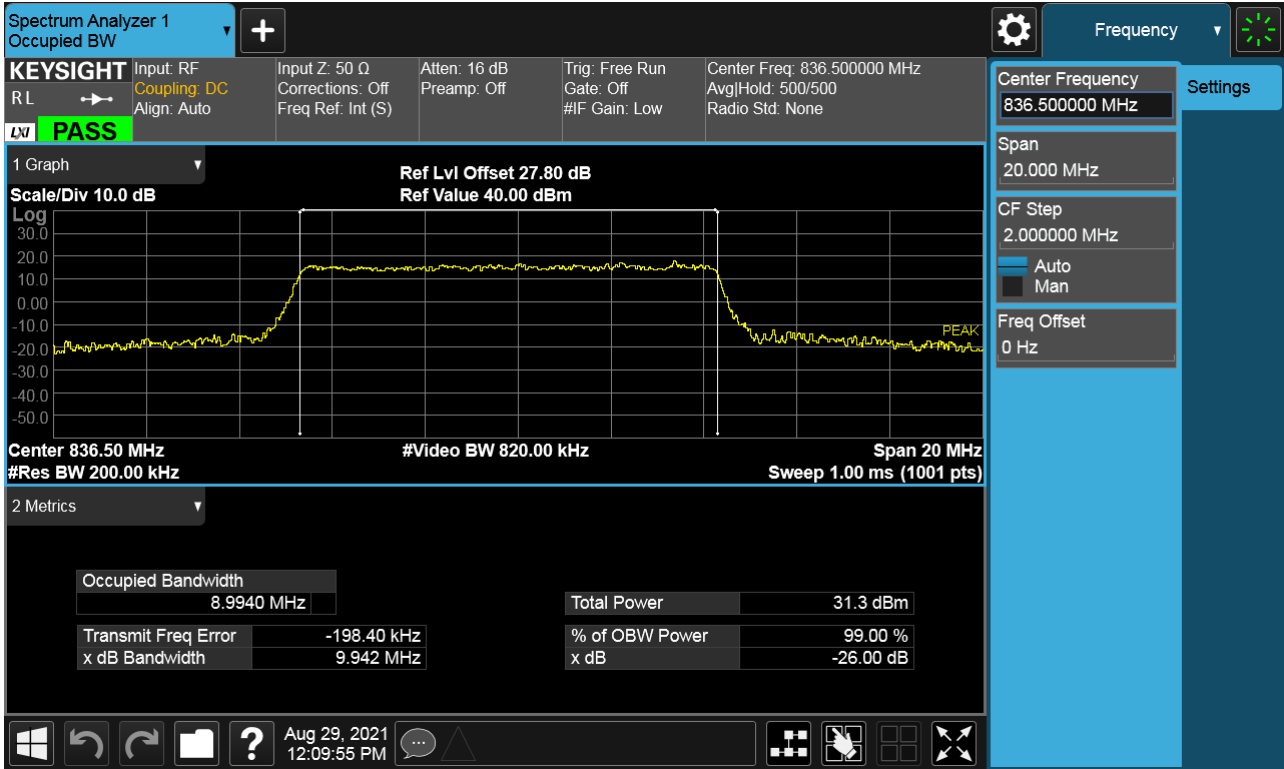 Spectrum Analyzer 1
Occupied BW
Frequency
KEYSIGHT
R L
LXI
PASS
Input: RF
Coupling: DC
Align: Auto
Input Z: 50 Ω
Corrections: Off
Freq Ref: Int (S)
Atten: 16 dB
Preamp: Off
Trig: Free Run
Gate: Off
#IF Gain: Low
Center Freq: 836.500000 MHz
Avg|Hold: 500/500
Radio Std: None
Center Frequency
836.500000 MHz
Settings
Span
20.000 MHz
CF Step
2.000000 MHz
Auto
Man
Freq Offset
0 Hz
1 Graph
Scale/Div 10.0 dB
Ref Lvl Offset 27.80 dB
Ref Value 40.00 dBm
Log
30.0
20.0
10.0
0.00
-10.0
-20.0
-30.0
-40.0
-50.0
PEAK
Center 836.50 MHz
#Res BW 200.00 kHz
#Video BW 820.00 kHz
Span 20 MHz
Sweep 1.00 ms (1001 pts)
2 Metrics
Occupied Bandwidth
8.9940 MHz
Total Power 31.3 dBm
Transmit Freq Error -198.40 kHz
% of OBW Power 99.00 %
x dB Bandwidth 9.942 MHz
x dB -26.00 dB
?
Aug 29, 2021
12:09:55 PM